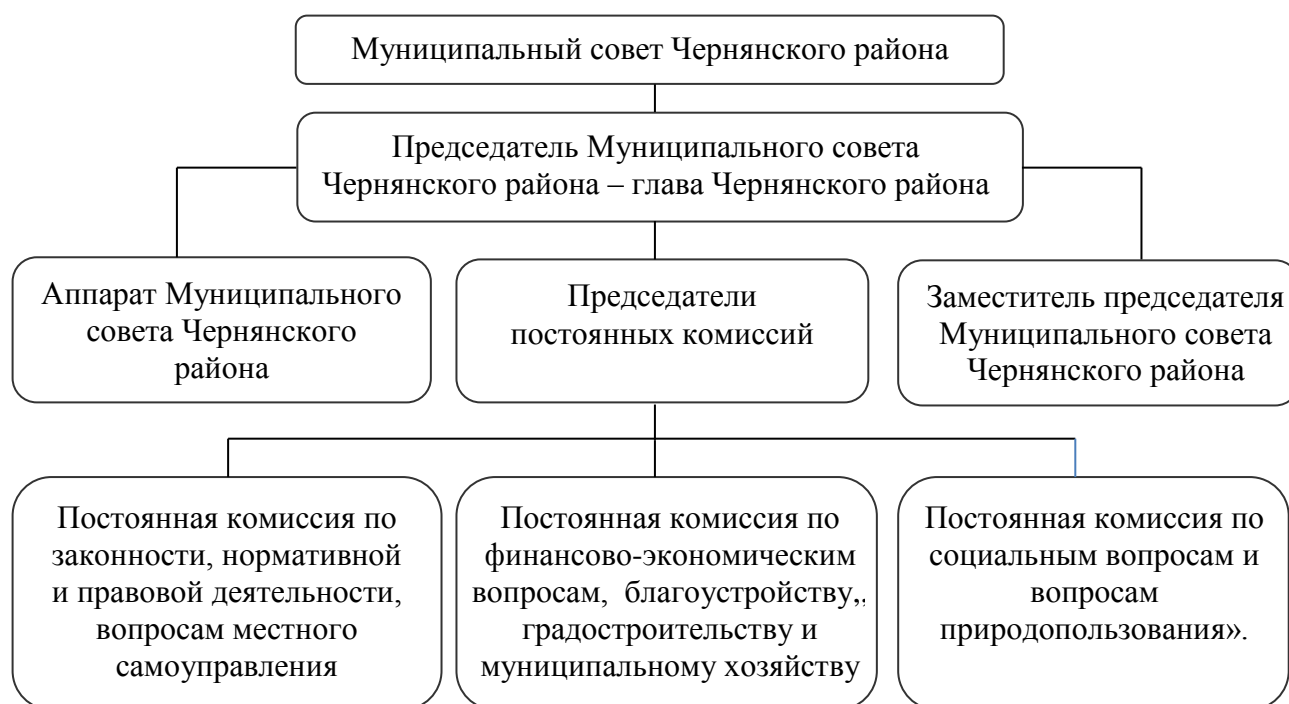 Муниципальный совет Чернянского района
Председатель Муниципального совета
Чернянского района – глава Чернянского района
Аппарат Муниципального
совета Чернянского
района
Председатели
постоянных комиссий
Заместитель председателя
Муниципального совета
Чернянского района
Постоянная комиссия по
законности, нормативной
и правовой деятельности,
вопросам местного
самоуправления
Постоянная комиссия по
финансово-экономическим
вопросам, благоустройству,,
градостроительству и
муниципальному хозяйству
Постоянная комиссия по
социальным вопросам и
вопросам
природопользования».